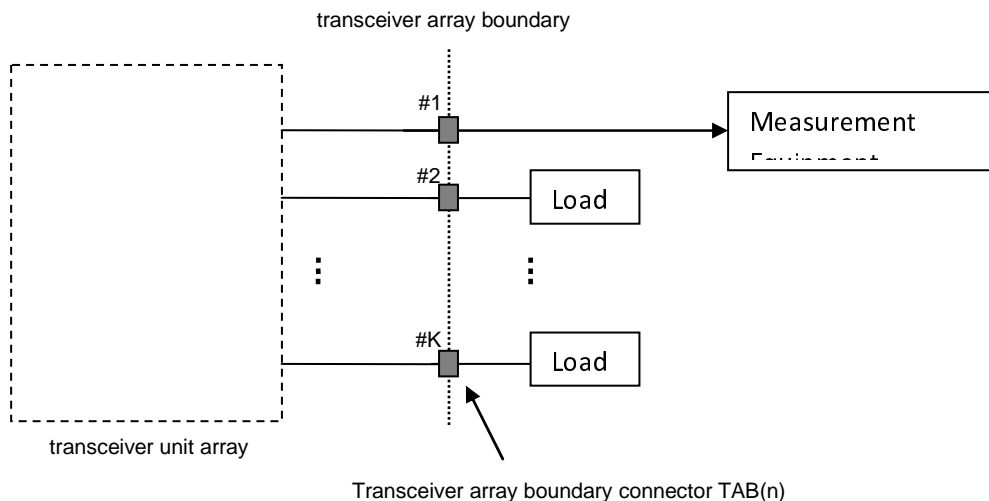 transceiver array boundary
#1
Measurement
#2
Load
#K
Load
transceiver unit array
Transceiver array boundary connector TAB(n)